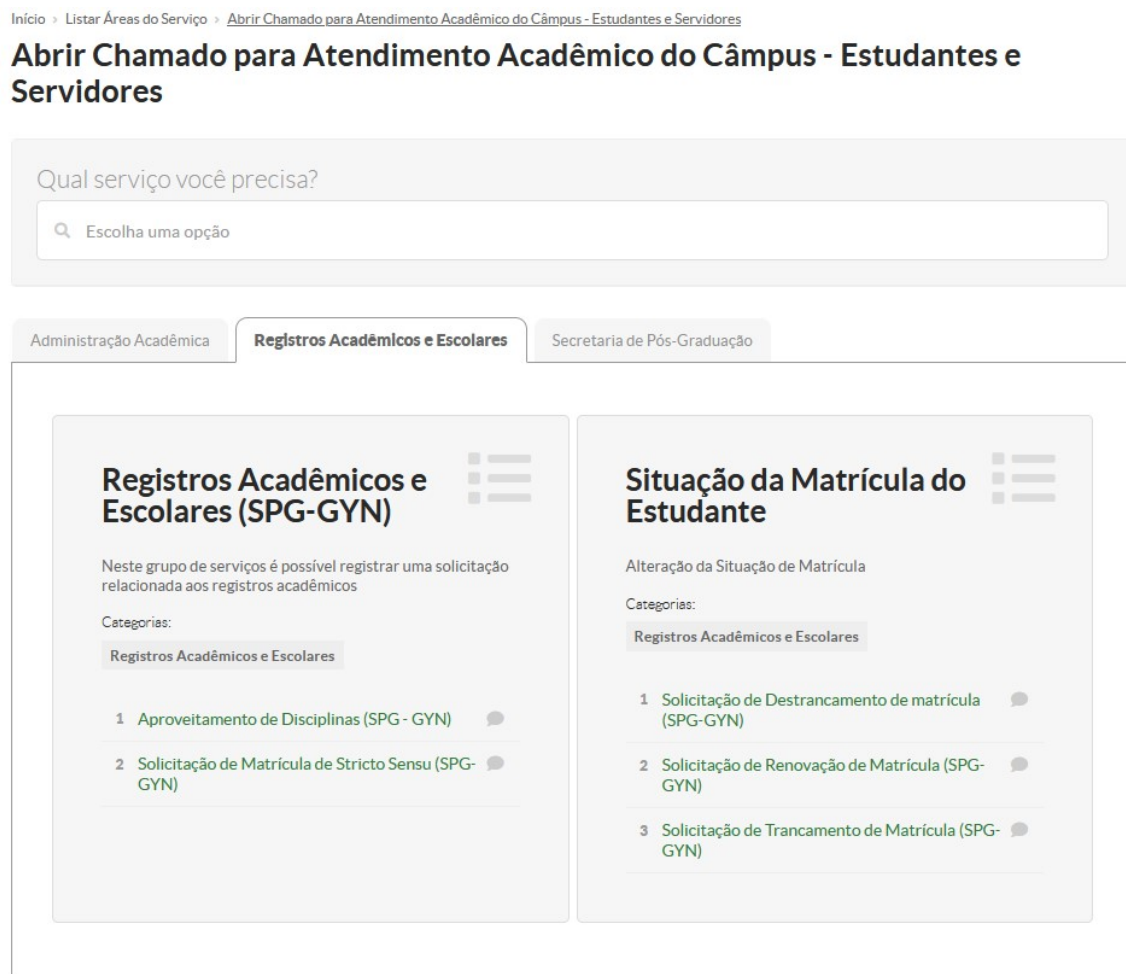 Início > Listar Áreas do Serviço > Abrir Chamado para Atendimento Acadêmico do Câmpus - Estudantes e Servidores
Abrir Chamado para Atendimento Acadêmico do Câmpus - Estudantes e
Servidores
Qual serviço você precisa?
Escolha uma opção
Administração Acadêmica
Registros Acadêmicos e Escolares
Secretaria de Pós-Graduação
Registros Acadêmicos e
Escolares (SPG-GYN)
Neste grupo de serviços é possível registrar uma solicitação
relacionada aos registros acadêmicos
Categorias:
Registros Acadêmicos e Escolares
1 Aproveitamento de Disciplinas (SPG - GYN)
2 Solicitação de Matrícula de Stricto Sensu (SPG-
GYN)
Situação da Matrícula do
Estudante
Alteração da Situação de Matrícula
Categorias:
Registros Acadêmicos e Escolares
1 Solicitação de Destrancamento de matrícula
(SPG-GYN)
2 Solicitação de Renovação de Matrícula (SPG-
GYN)
3 Solicitação de Trancamento de Matrícula (SPG-
GYN)